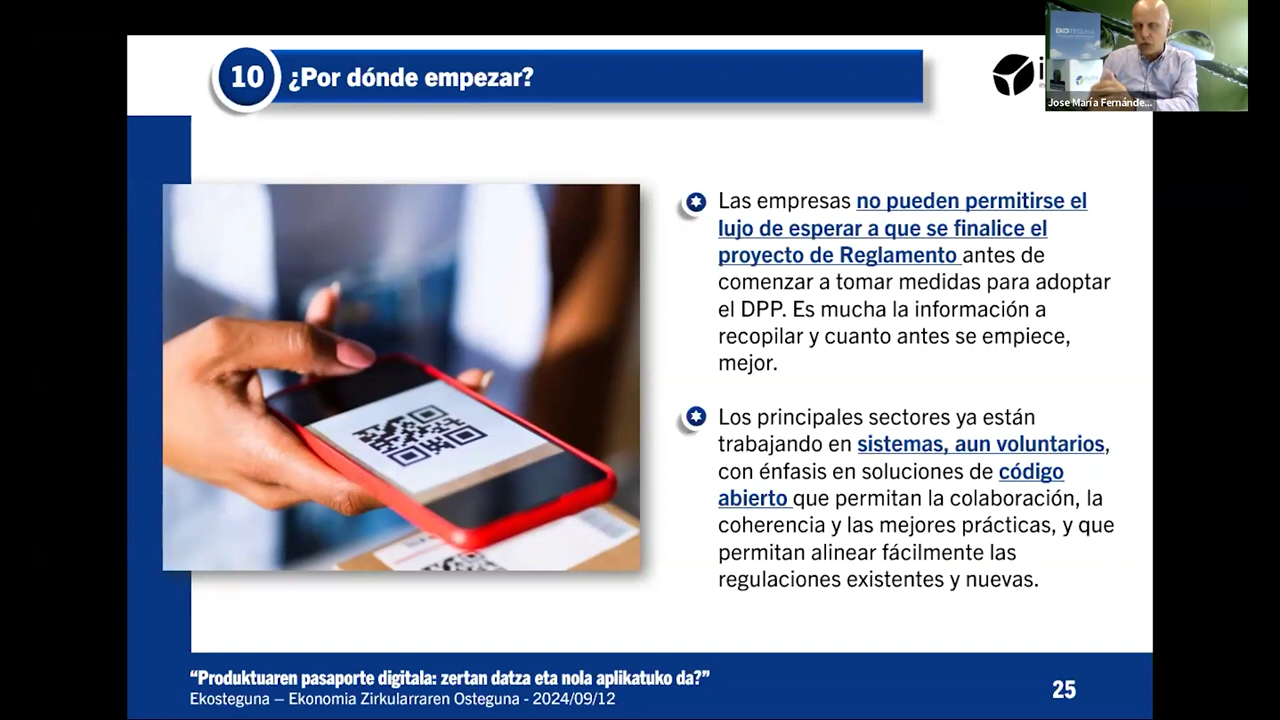 10 ¿Por dónde empezar?
Jose María Fernánde...
Las empresas no pueden permitirse el
lujo de esperar a que se finalice el
proyecto de Reglamento antes de
comenzar a tomar medidas para adoptar
el DPP. Es mucha la información a
recopilar y cuanto antes se empiece,
mejor.
Los principales sectores ya están
trabajando en sistemas, aun voluntarios,
con énfasis en soluciones de código
abierto que permitan la colaboración, la
coherencia y las mejores prácticas, y que
permitan alinear fácilmente las
regulaciones existentes y nuevas.
“Produktuaren pasaporte digitala: zertan datza eta nola aplikatuko da?”
Ekosteguna – Ekonomia Zirkularraren Osteguna - 2024/09/12
25